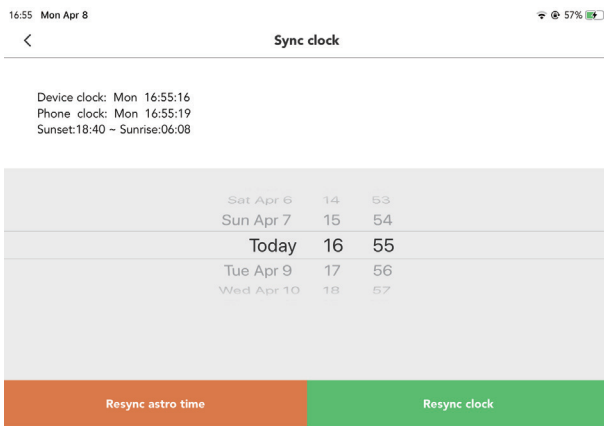 16:55 Mon Apr 8
57%
Sync clock
Device clock: Mon 16:55:16
Phone clock: Mon 16:55:19
Sunset:18:40 ~ Sunrise:06:08
Sat Apr 6 14 53
Sun Apr 7 15 54
Today 16 55
Tue Apr 9 17 56
Wed Apr 10 18 57
Resync astro time
Resync clock